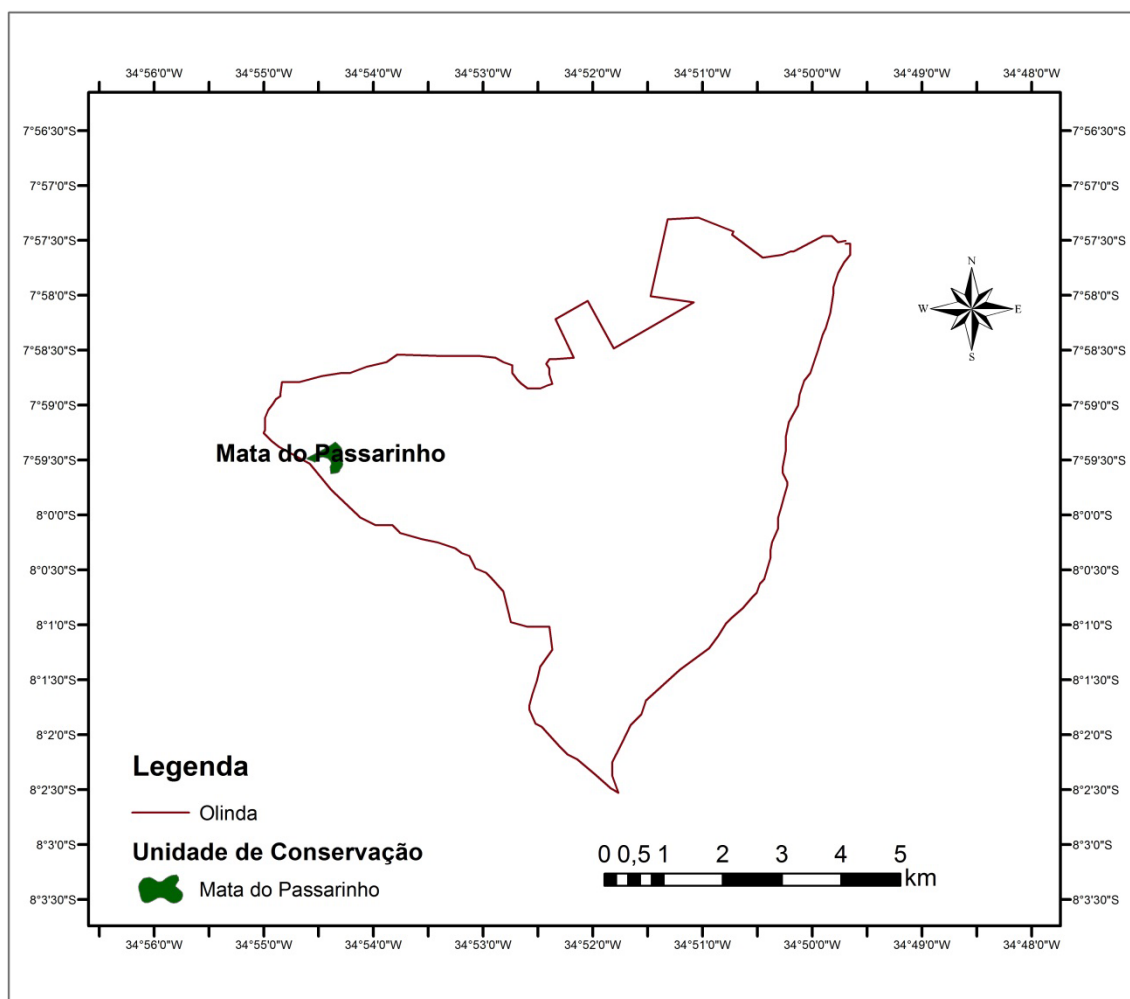 34°56'0"W 34°55'0"W 34°54'0"W 34°53'0"W 34°52'0"W 34°51'0"W 34°50'0"W 34°49'0"W 34°48'0"W
7°56'30"S 7°56'30"S
7°57'0"S 7°57'0"S
7°57'30"S 7°57'30"S
N
7°58'0"S 7°58'0"S
W E
S
7°58'30"S 7°58'30"S
7°59'0"S 7°59'0"S
Mata do Passarinho
7°59'30"S 7°59'30"S
8°0'0"S 8°0'0"S
8°0'30"S 8°0'30"S
8°1'0"S 8°1'0"S
8°1'30"S 8°1'30"S
8°2'0"S 8°2'0"S
Legenda
8°2'30"S 8°2'30"S
Olinda
8°3'0"S 8°3'0"S
Unidade de Conservação
0 0,5 1 2 3 4 5
km
Mata do Passarinho
8°3'30"S 8°3'30"S
34°56'0"W 34°55'0"W 34°54'0"W 34°53'0"W 34°52'0"W 34°51'0"W 34°50'0"W 34°49'0"W 34°48'0"W